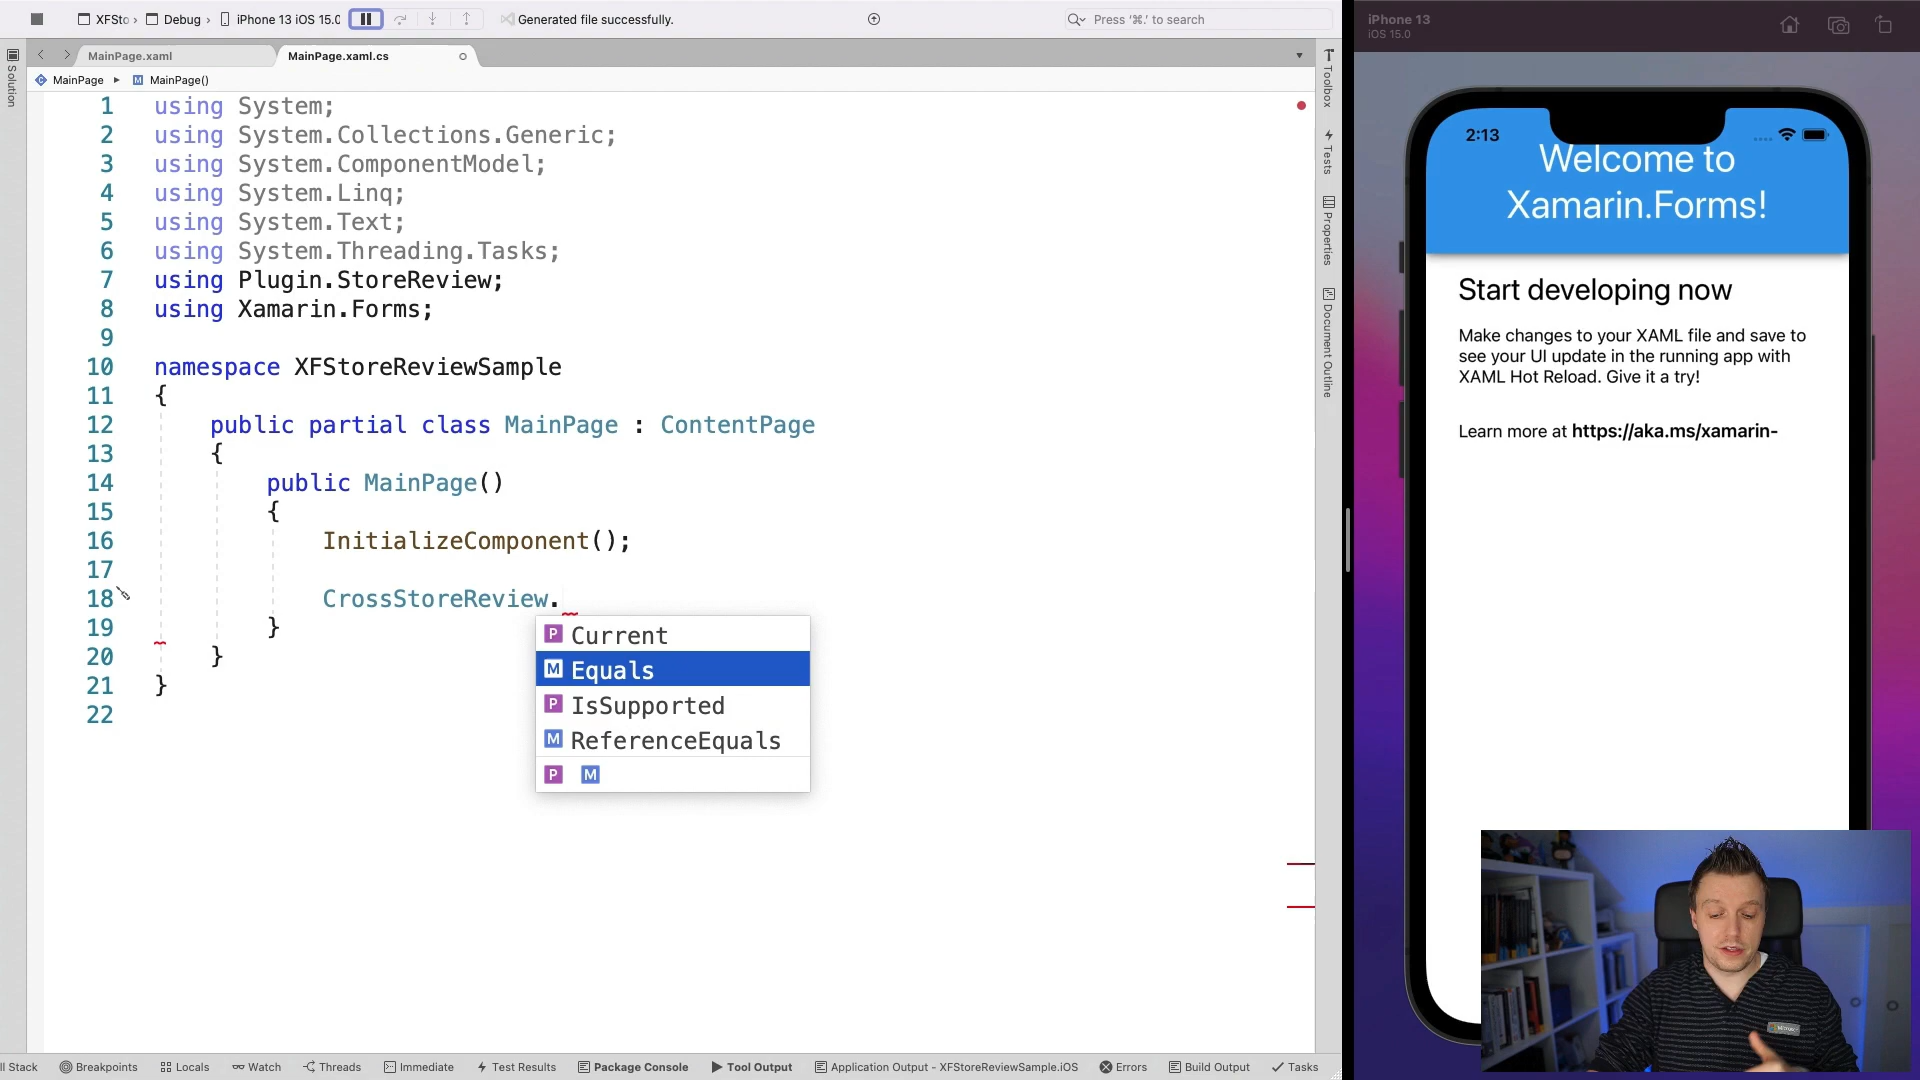 XFSto › Debug › iPhone 13 iOS 15.0
Generated file successfully.
Press '⌘.' to search
Solution
MainPage.xaml
MainPage.xaml.cs
MainPage ▸ M MainPage()
1 using System;
2 using System.Collections.Generic;
3 using System.ComponentModel;
4 using System.Linq;
5 using System.Text;
6 using System.Threading.Tasks;
7 using Plugin.StoreReview;
8 using Xamarin.Forms;
9
10 namespace XFStoreReviewSample
11 {
12 public partial class MainPage : ContentPage
13 {
14 public MainPage()
15 {
16 InitializeComponent();
17
18 CrossStoreReview.
19 }
20 }
21 }
22
P Current
M Equals
P IsSupported
M ReferenceEquals
P M
Toolbox
Tests
Properties
Document Outline
ll Stack Breakpoints Locals Watch Threads Immediate Test Results Package Console Tool Output Application Output - XFStoreReviewSample.iOS Errors Build Output Tasks
iPhone 13
iOS 15.0
2:13
Welcome to
Xamarin.Forms!
Start developing now
Make changes to your XAML file and save to
see your UI update in the running app with
XAML Hot Reload. Give it a try!
Learn more at https://aka.ms/xamarin-